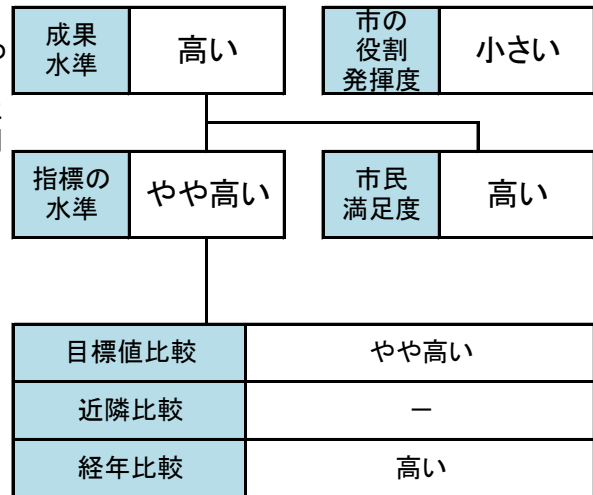 成果
水準
高い
市の
役割
発揮度
小さい
指標の
水準
やや高い
市民
満足度
高い
目標値比較
やや高い
近隣比較
－
経年比較
高い